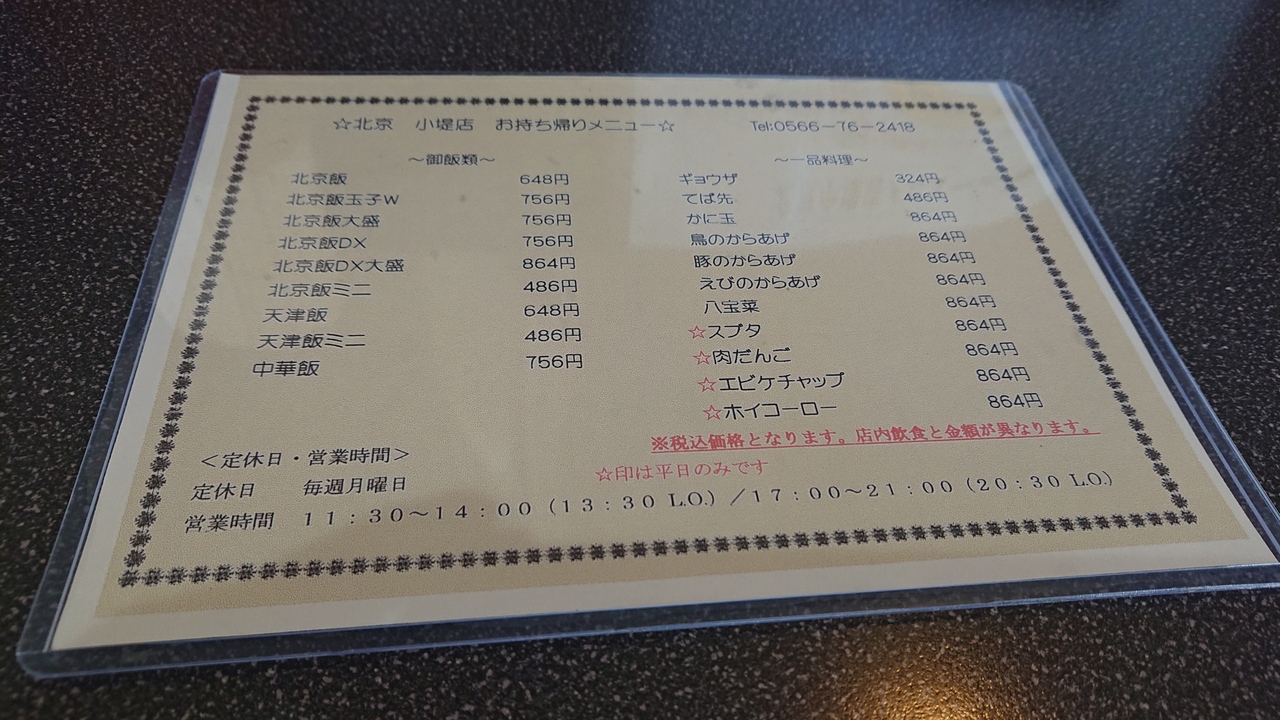 ☆北京 小堤店 お持ち帰りメニュー☆ Tel:0566-76-2418
～御飯類～
北京飯 648円
北京飯玉子W 756円
北京飯大盛 756円
北京飯DX 756円
北京飯DX大盛 864円
北京飯ミニ 486円
天津飯 648円
天津飯ミニ 486円
中華飯 756円
～一品料理～
ギョウザ 324円
てば先 486円
かに玉 864円
鳥のからあげ 864円
豚のからあげ 864円
えびのからあげ 864円
八宝菜 864円
☆スブタ 864円
☆肉だんご 864円
☆エビケチャップ 864円
☆ホイコーロー 864円
※税込価格となります。店内飲食と金額が異なります。
☆印は平日のみです
＜定休日・営業時間＞
定休日 毎週月曜日
営業時間 １１：３０～１４：００（１３：３０ L.O.）／１７：００～２１：００（２０：３０ L.O.）